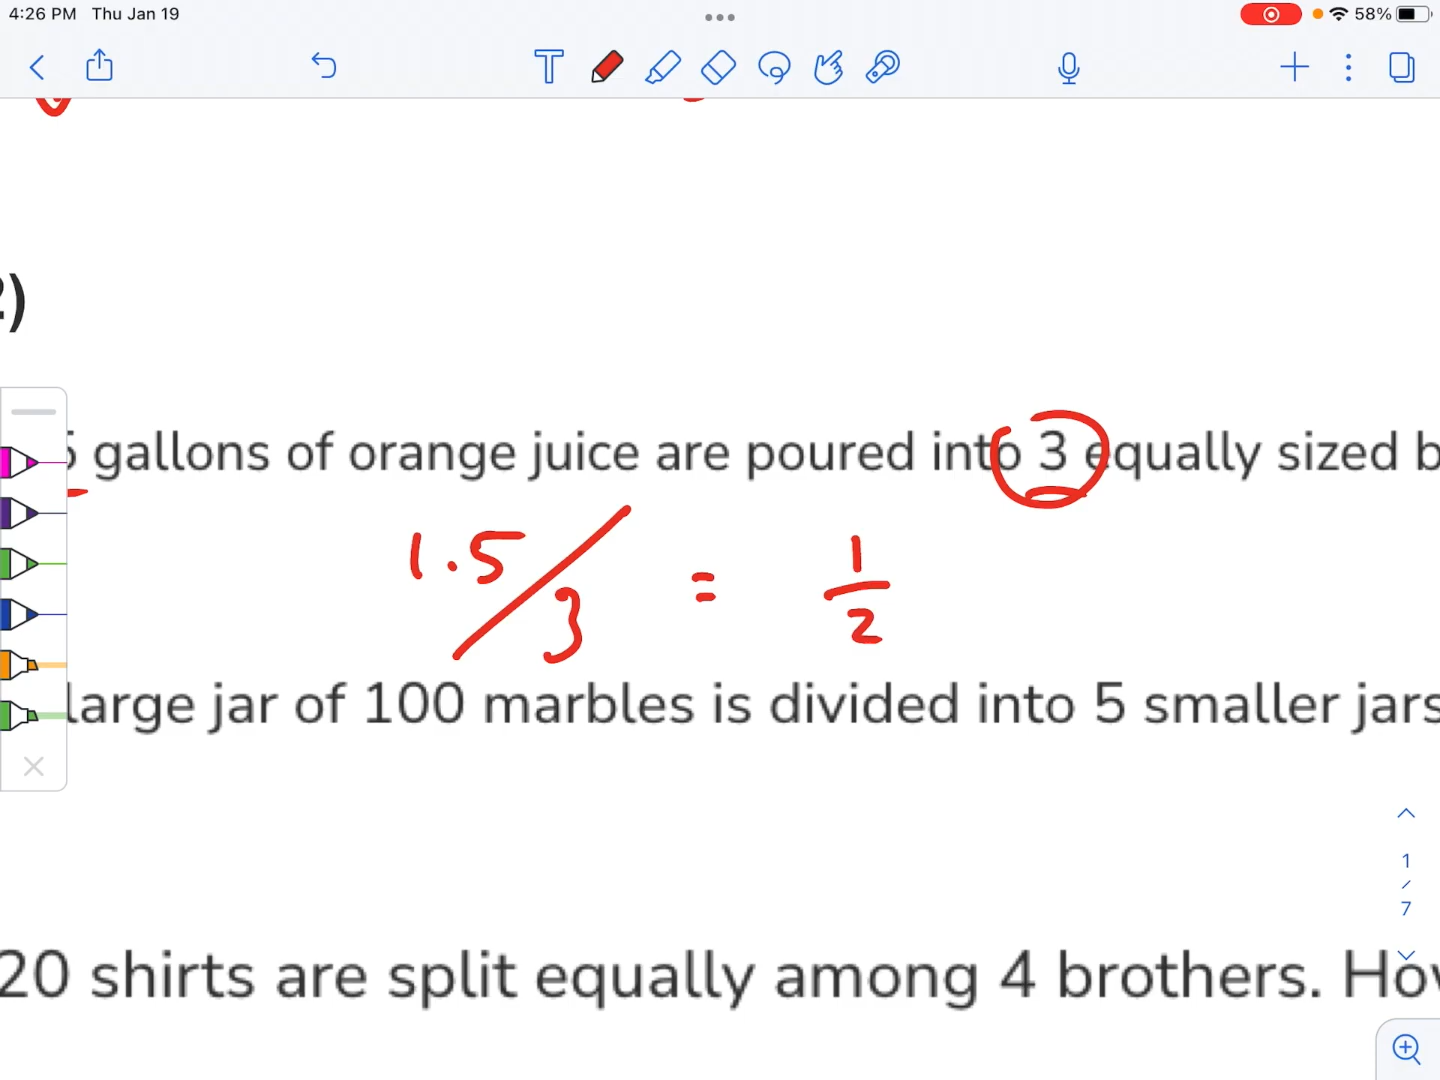 4:26 PM Thu Jan 19
58%
2)
5 gallons of orange juice are poured into 3 equally sized b
1.5/3 = 1/2
large jar of 100 marbles is divided into 5 smaller jars
1
/
7
20 shirts are split equally among 4 brothers. How